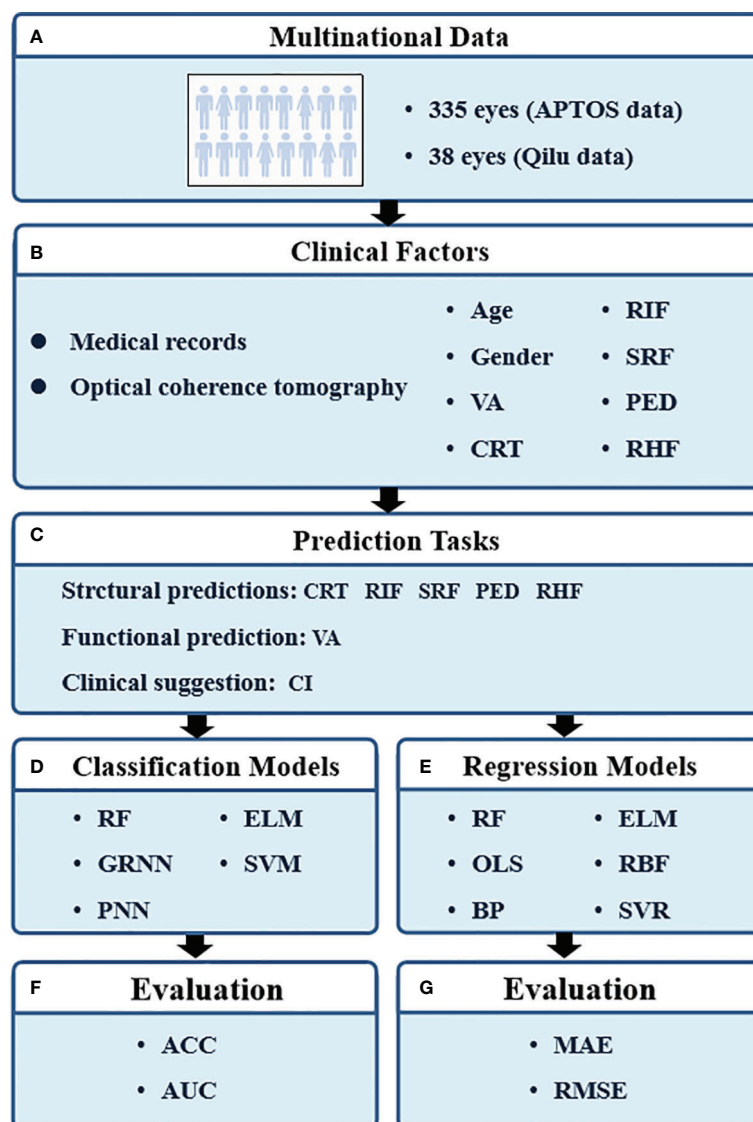 A
Multinational Data
• 335 eyes (APTOS data)
• 38 eyes (Qilu data)
B
Clinical Factors
● Medical records
● Optical coherence tomography
• Age
• Gender
• VA
• CRT
• RIF
• SRF
• PED
• RHF
C
Prediction Tasks
Strctural predictions: CRT RIF SRF PED RHF
Functional prediction: VA
Clinical suggestion: CI
D
Classification Models
• RF
• GRNN
• PNN
• ELM
• SVM
E
Regression Models
• RF
• OLS
• BP
• ELM
• RBF
• SVR
F
Evaluation
• ACC
• AUC
G
Evaluation
• MAE
• RMSE